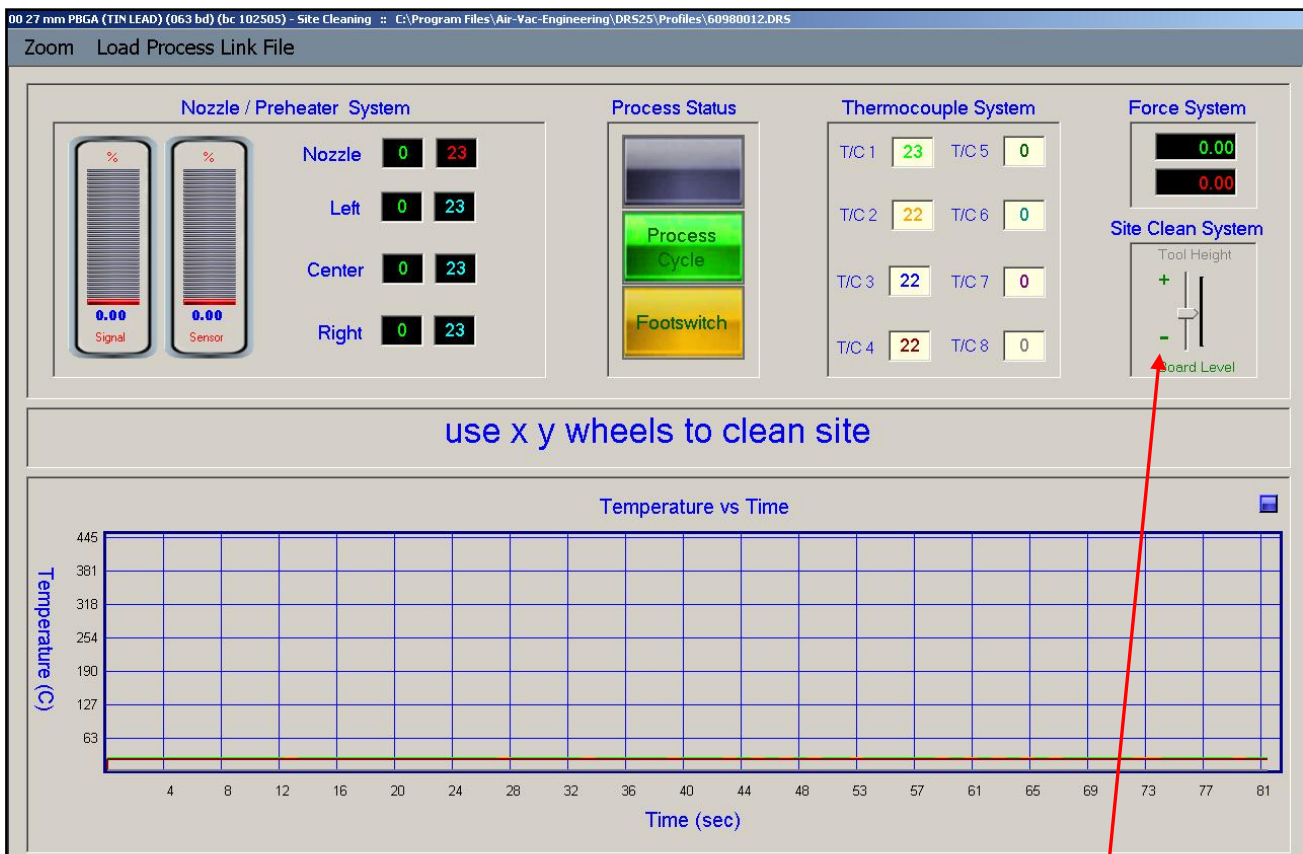 00 27 mm PBGA (TIN LEAD) (063 bd) (bc 102505) - Site Cleaning :: C:\Program Files\Air-Vac-Engineering\DRS25\Profiles\60980012.DRS
Zoom Load Process Link File
Nozzle / Preheater System
Process Status
Thermocouple System
Force System
%
%
Nozzle 0 23
Left 0 23
Center 0 23
Right 0 23
0.00
0.00
Signal
Sensor
Process
Cycle
Footswitch
T/C 1 23 T/C 5 0
T/C 2 22 T/C 6 0
T/C 3 22 T/C 7 0
T/C 4 22 T/C 8 0
0.00
0.00
Site Clean System
Tool Height
+
-
Board Level
use x y wheels to clean site
Temperature vs Time
Temperature (C)
445
381
318
254
190
127
63
4 8 12 16 20 24 28 32 36 40 44 48 53 57 61 65 69 73 77 81
Time (sec)